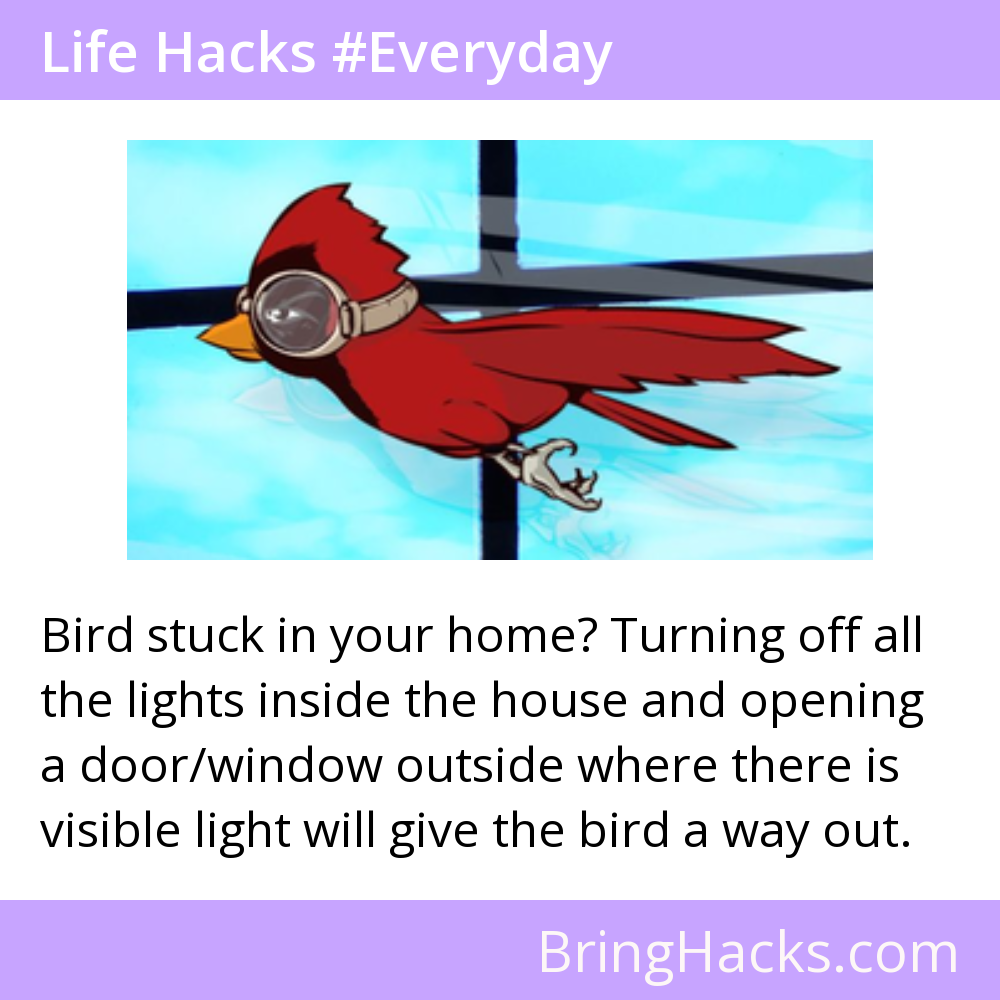 Life Hacks #Everyday
Bird stuck in your home? Turning off all
the lights inside the house and opening
a door/window outside where there is
visible light will give the bird a way out.
BringHacks.com